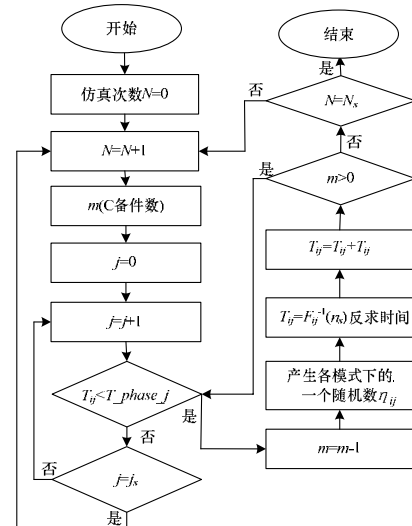 开始
仿真次数N=0
N=N+1
m(C备件数)
j=0
j=j+1
T_ij<T_phase_j
是
否
j=j_s
否
是
结束
是
否
N=N_s
否
是
m>0
T_ij=T_ij+T_ij
T_ij=F_ij^-1(η_s)反求时间
产生各模式下的
一个随机数η_ij
m=m-1